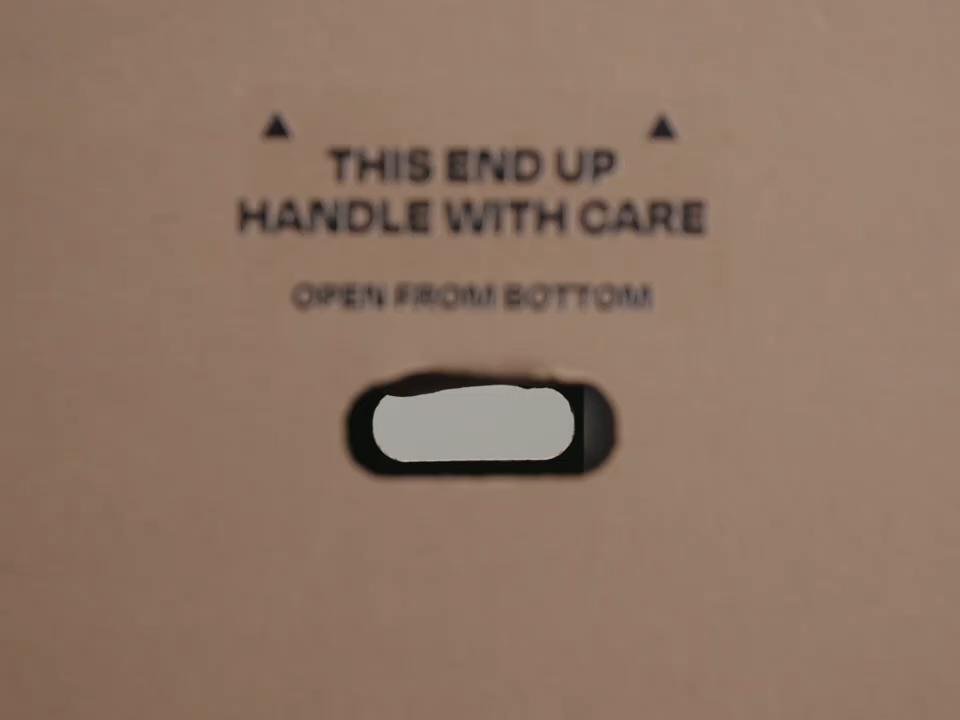 THIS END UP
HANDLE WITH CARE
OPEN FROM BOTTOM